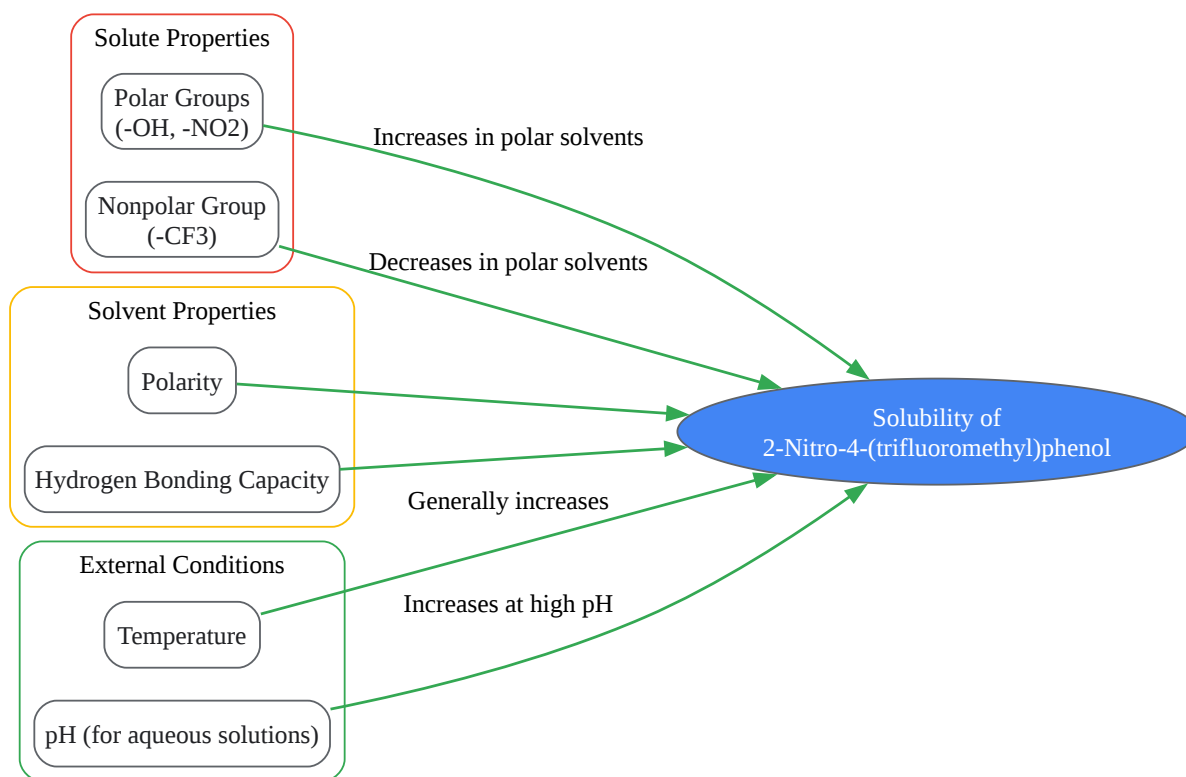 Solute Properties
Polar Groups
(-OH, -NO2)
Increases in polar solvents
Nonpolar Group
(-CF3)
Decreases in polar solvents
Solvent Properties
Polarity
Hydrogen Bonding Capacity
Solubility of
2-Nitro-4-(trifluoromethyl)phenol
Generally increases
External Conditions
Temperature
Increases at high pH
pH (for aqueous solutions)